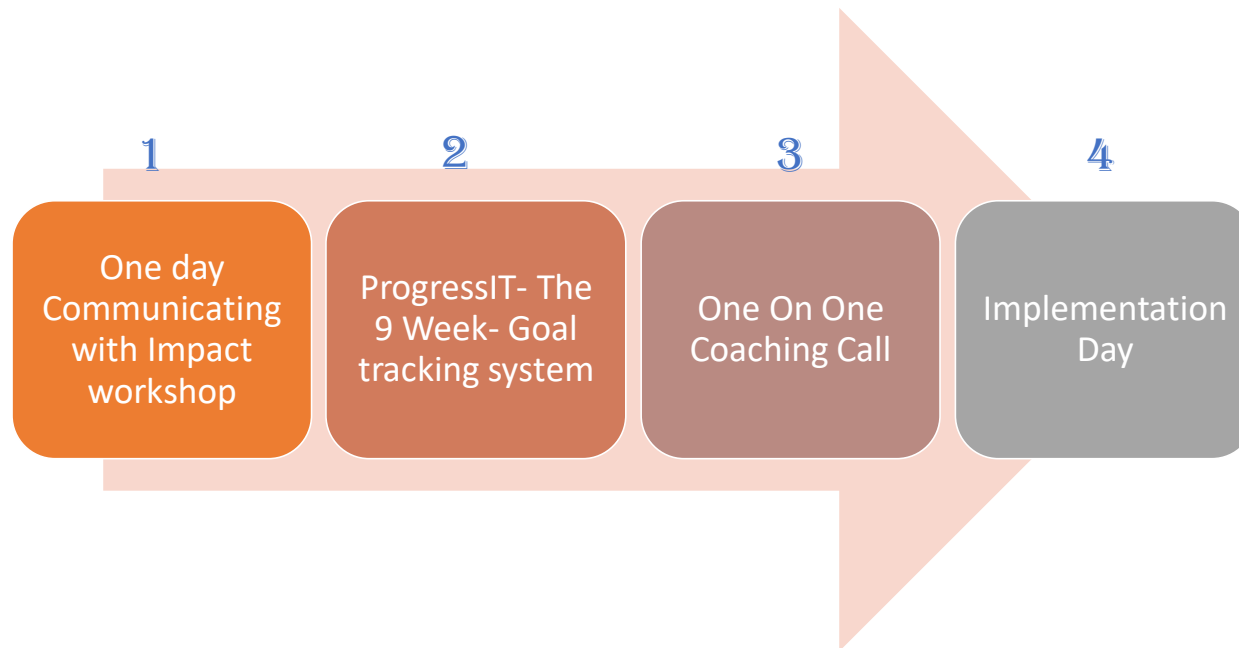 1
2
3
4
One day
Communicating
with Impact
workshop
ProgressIT- The
9 Week- Goal
tracking system
One On One
Coaching Call
Implementation
Day